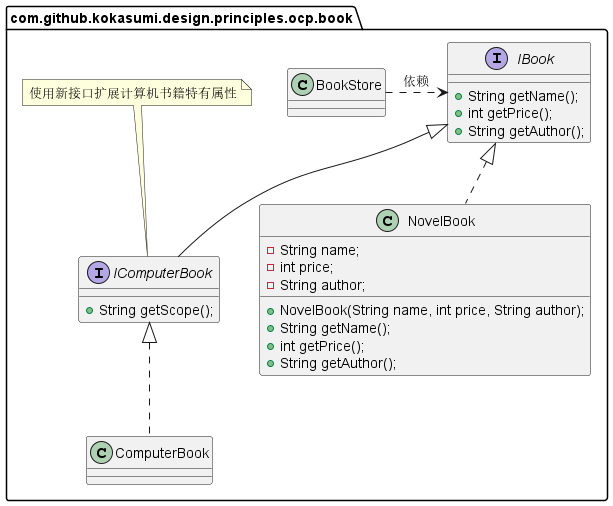 com.github.kokasumi.design.principles.ocp.book
I IBook
String getName();
int getPrice();
String getAuthor();
C BookStore
依赖
使用新接口扩展计算机书籍特有属性
C NovelBook
String name;
int price;
String author;
NovelBook(String name, int price, String author);
String getName();
int getPrice();
String getAuthor();
I IComputerBook
String getScope();
C ComputerBook